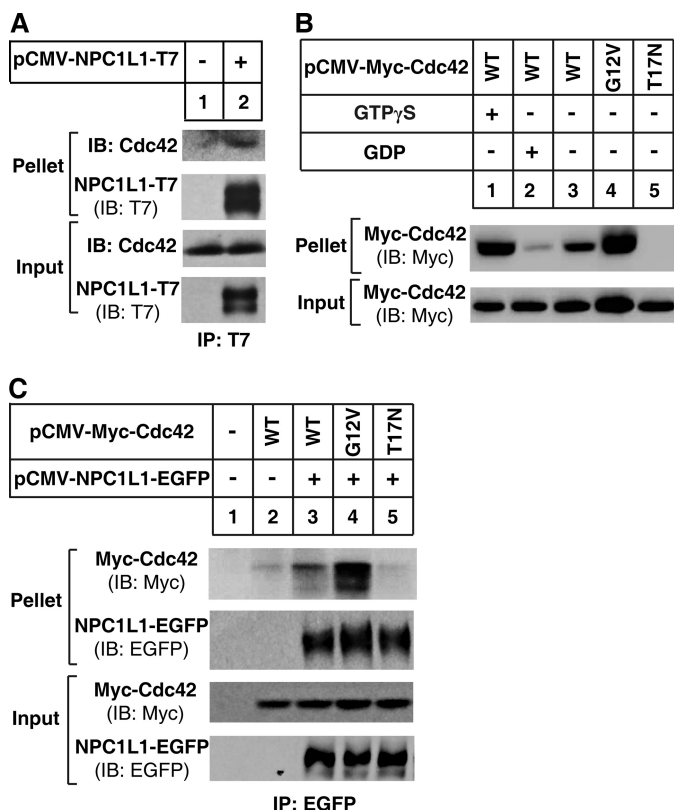 A
pCMV-NPC1L1-T7 - +
1 2
Pellet
IB: Cdc42
NPC1L1-T7
(IB: T7)
Input
IB: Cdc42
NPC1L1-T7
(IB: T7)
IP: T7
B
pCMV-Myc-Cdc42 WT WT WT G12V T17N
GTPγS + - - - -
GDP - + - - -
1 2 3 4 5
Pellet
Myc-Cdc42
(IB: Myc)
Input
Myc-Cdc42
(IB: Myc)
C
pCMV-Myc-Cdc42 - WT WT G12V T17N
pCMV-NPC1L1-EGFP - - + + +
1 2 3 4 5
Pellet
Myc-Cdc42
(IB: Myc)
NPC1L1-EGFP
(IB: EGFP)
Input
Myc-Cdc42
(IB: Myc)
NPC1L1-EGFP
(IB: EGFP)
IP: EGFP